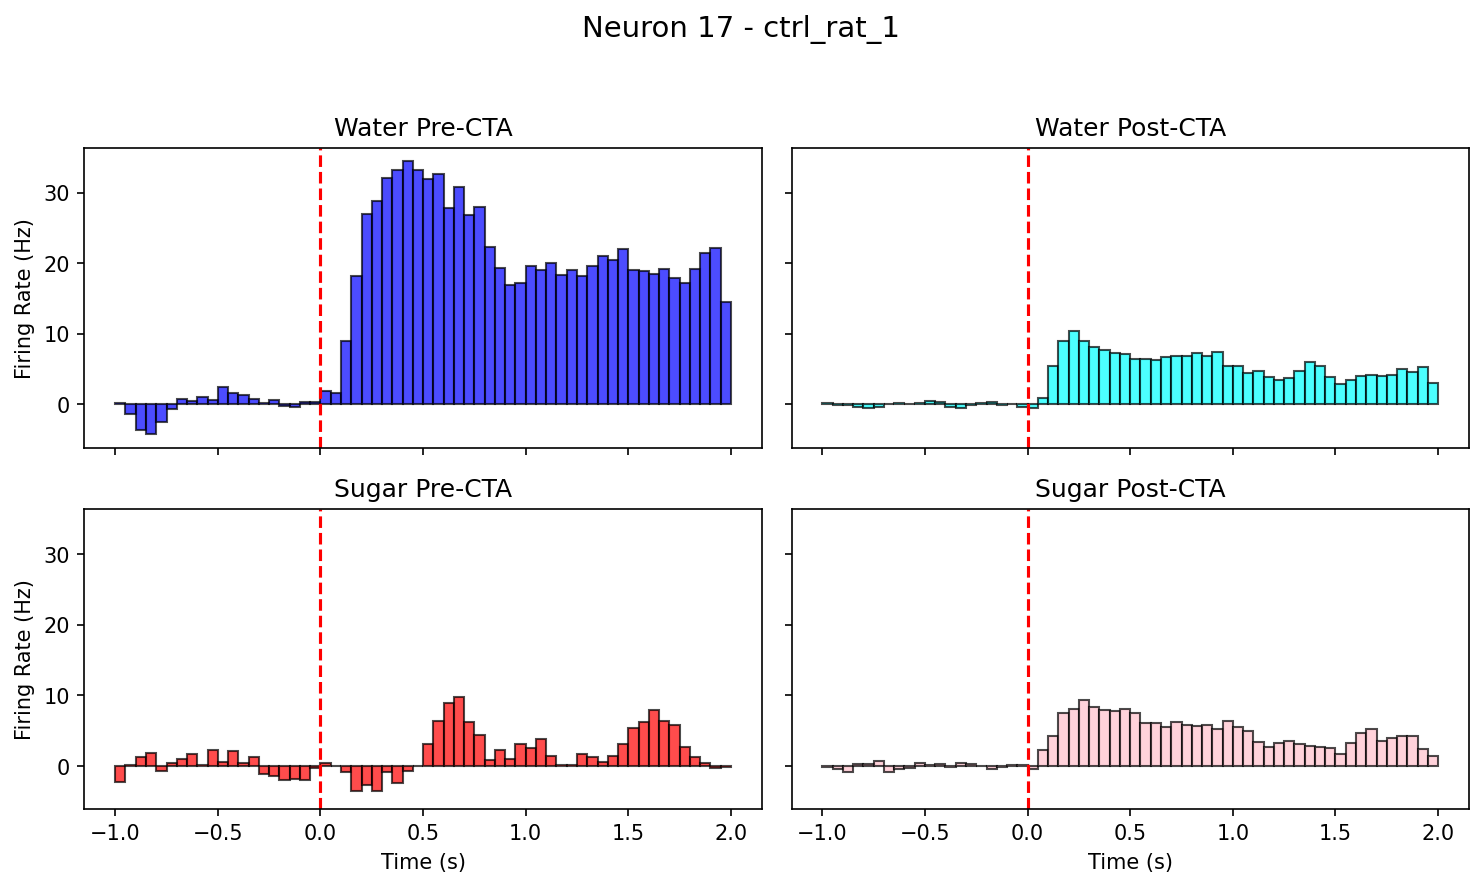 Neuron 17 - ctrl_rat_1
Water Pre-CTA
Water Post-CTA
Firing Rate (Hz)
30
20
10
0
Sugar Pre-CTA
Sugar Post-CTA
Firing Rate (Hz)
30
20
10
0
−1.0 −0.5 0.0 0.5 1.0 1.5 2.0
−1.0 −0.5 0.0 0.5 1.0 1.5 2.0
Time (s)
Time (s)